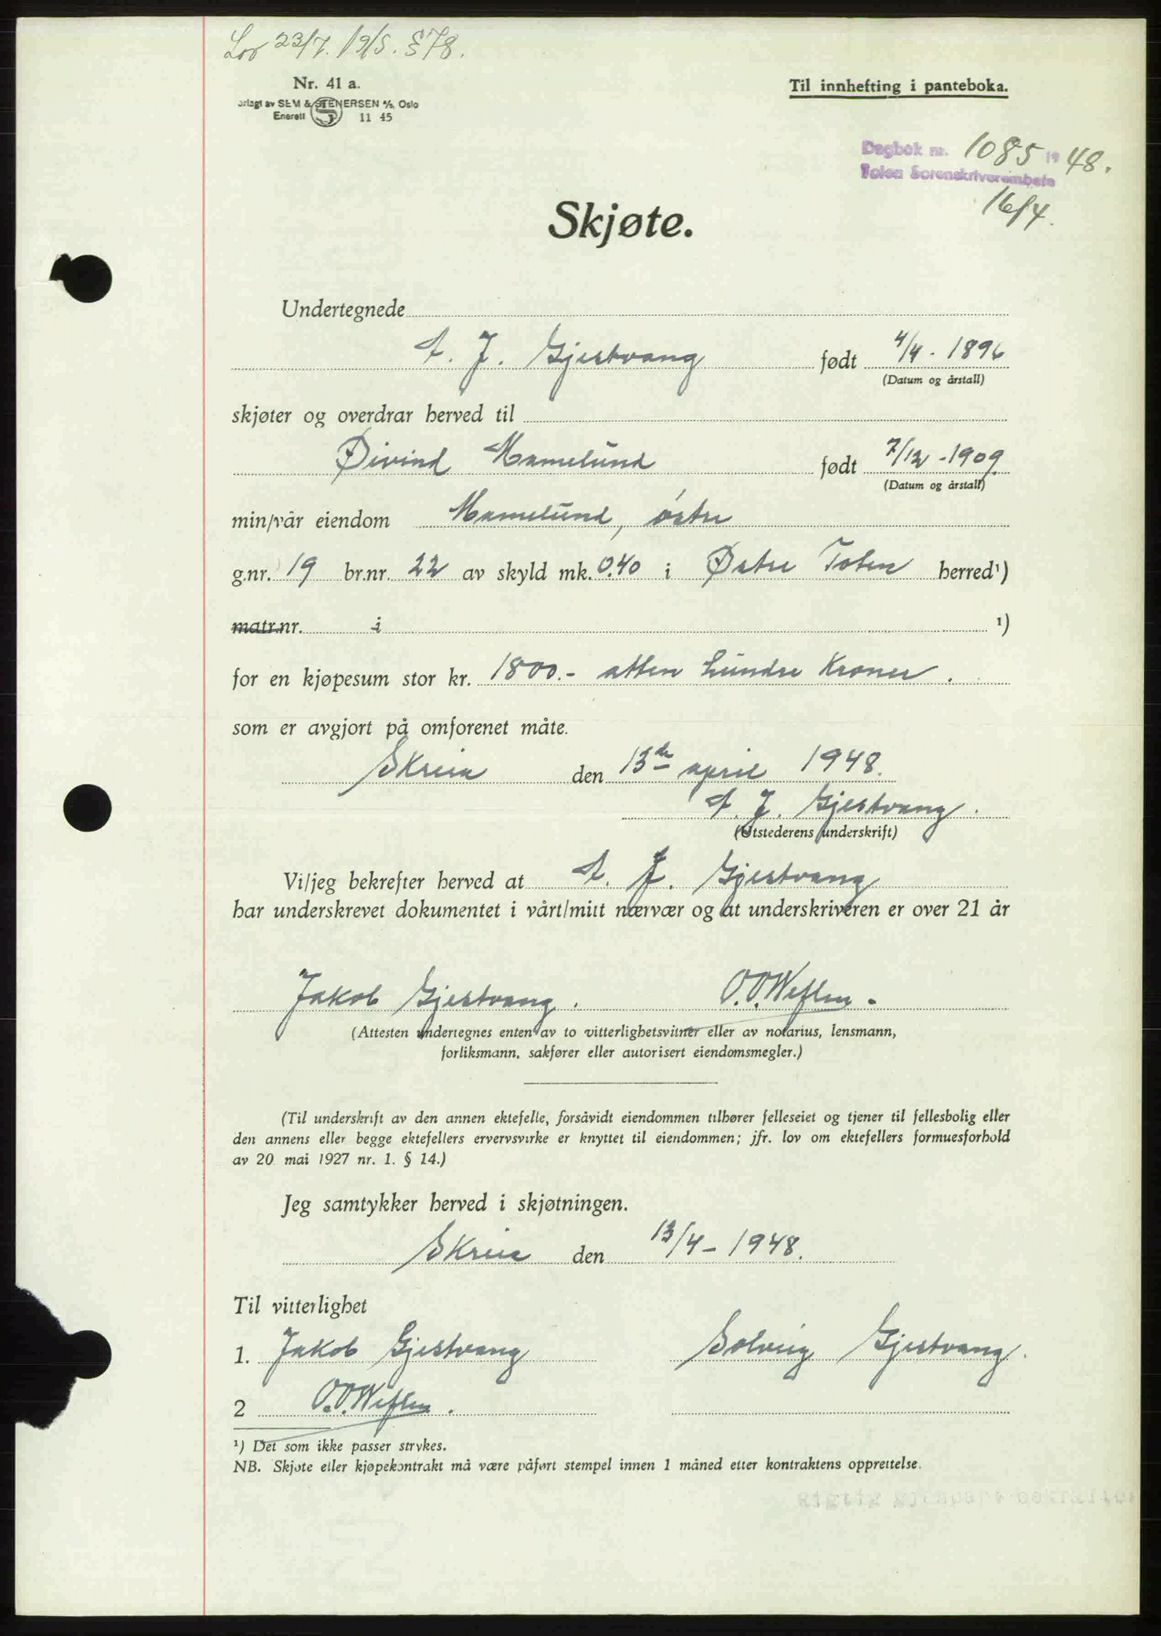 Lov 23/7. 19/5. § 78.
Nr. 41 a.
orlagt av SEM & STENERSEN A/S, Oslo
Enerett 11 45
Til innhefting i panteboka.
Dagbok nr. 1085 19 48.
Toten Sorenskriverembete
16/4.
Skjøte.
Undertegnede
A. J. Gjestvang født 4/4 - 1896
(Datum og årstall)
skjøter og overdrar herved til
Øivind Mamelund født 7/12 - 1909.
(Datum og årstall)
min/vår eiendom Mamelund, østre
g.nr. 19 br.nr. 22 av skyld mk. 0.40 i Østre Toten herred¹)
matr.nr. i ¹)
for en kjøpesum stor kr. 1800.- atten hundre Kroner.
som er avgjort på omforenet måte.
Skreia den 13de april 1948.
A. J. Gjestvang.
(Utstederens underskrift)
Vi/jeg bekrefter herved at A. J. Gjestvang
har underskrevet dokumentet i vårt/mitt nærvær og at underskriveren er over 21 år
Jakob Gjestvang. O.O.Weflen.
(Attesten undertegnes enten av to vitterlighetsvitner eller av notarius, lensmann,
forliksmann, sakfører eller autorisert eiendomsmegler.)
(Til underskrift av den annen ektefelle, forsåvidt eiendommen tilhører felleseiet og tjener til fellesbolig eller
den annens eller begge ektefellers ervervsvirke er knyttet til eiendommen; jfr. lov om ektefellers formuesforhold
av 20 mai 1927 nr. 1. § 14.)
Jeg samtykker herved i skjøtningen.
Skreia den 13/4 - 1948.
Til vitterlighet
1. Jakob Gjestvang Solveig Gjestvang.
2 O.O.Weflen.
¹) Det som ikke passer strykes.
NB. Skjøte eller kjøpekontrakt må være påført stempel innen 1 måned etter kontraktens opprettelse.